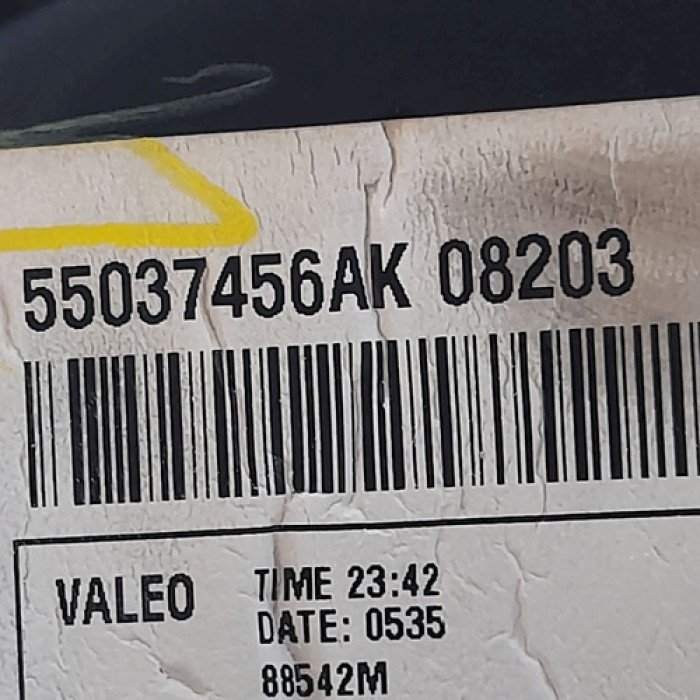 55037456AK 08203
VALEO TIME 23:42
DATE: 0535
88542M